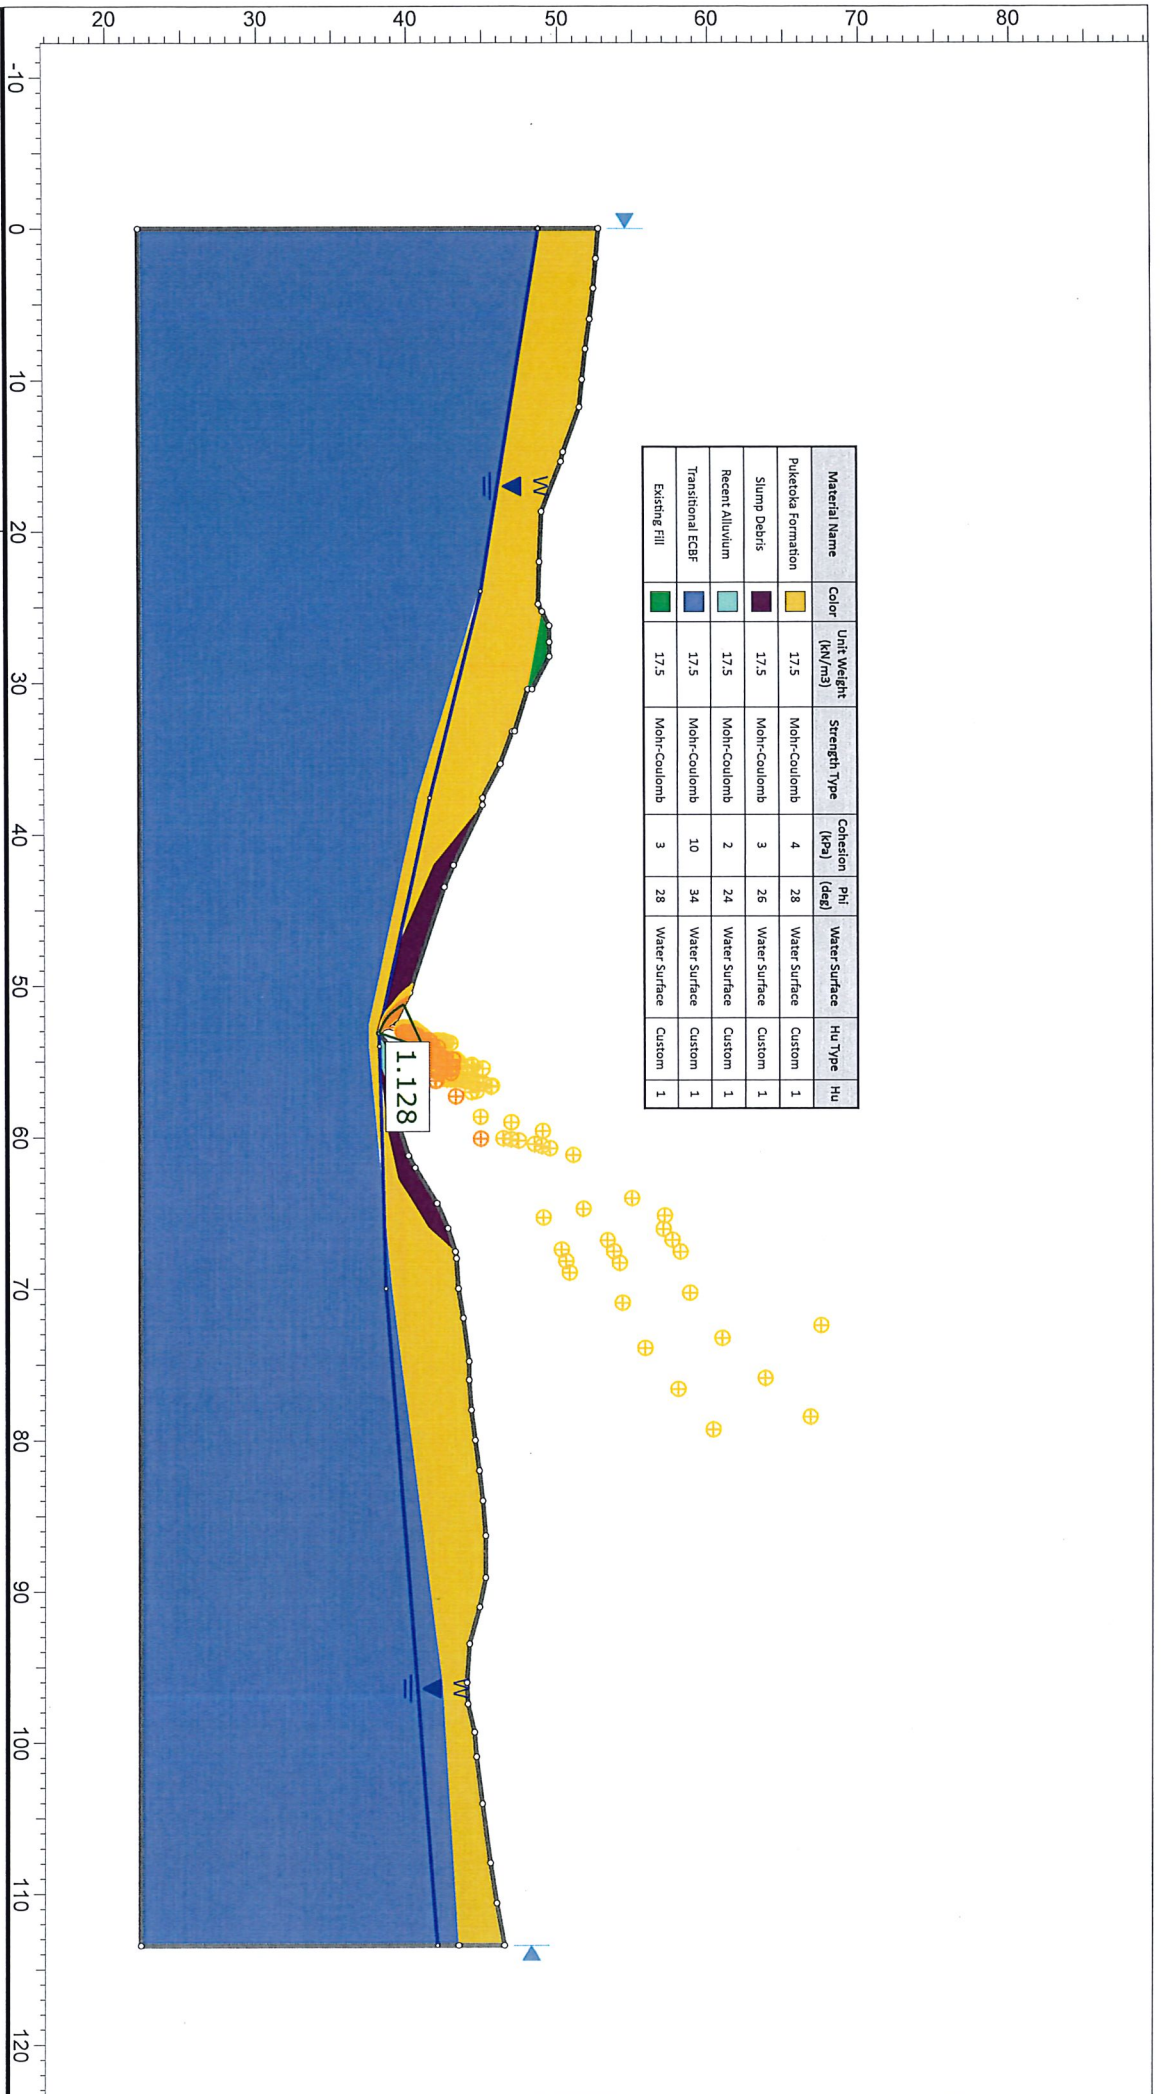 20 30 40 50 60 70 80
-10
0
10
20
30
40
50
60
70
80
90
100
110
120
Material Name Color Unit Weight (kN/m3) Strength Type Cohesion (kPa) Phi (deg) Water Surface Hu Type Hu
Puketoka Formation 17.5 Mohr-Coulomb 4 28 Water Surface Custom 1
Slump Debris 17.5 Mohr-Coulomb 3 26 Water Surface Custom 1
Recent Alluvium 17.5 Mohr-Coulomb 2 24 Water Surface Custom 1
Transitional ECBF 17.5 Mohr-Coulomb 10 34 Water Surface Custom 1
Existing Fill 17.5 Mohr-Coulomb 3 28 Water Surface Custom 1
W
1.128
W